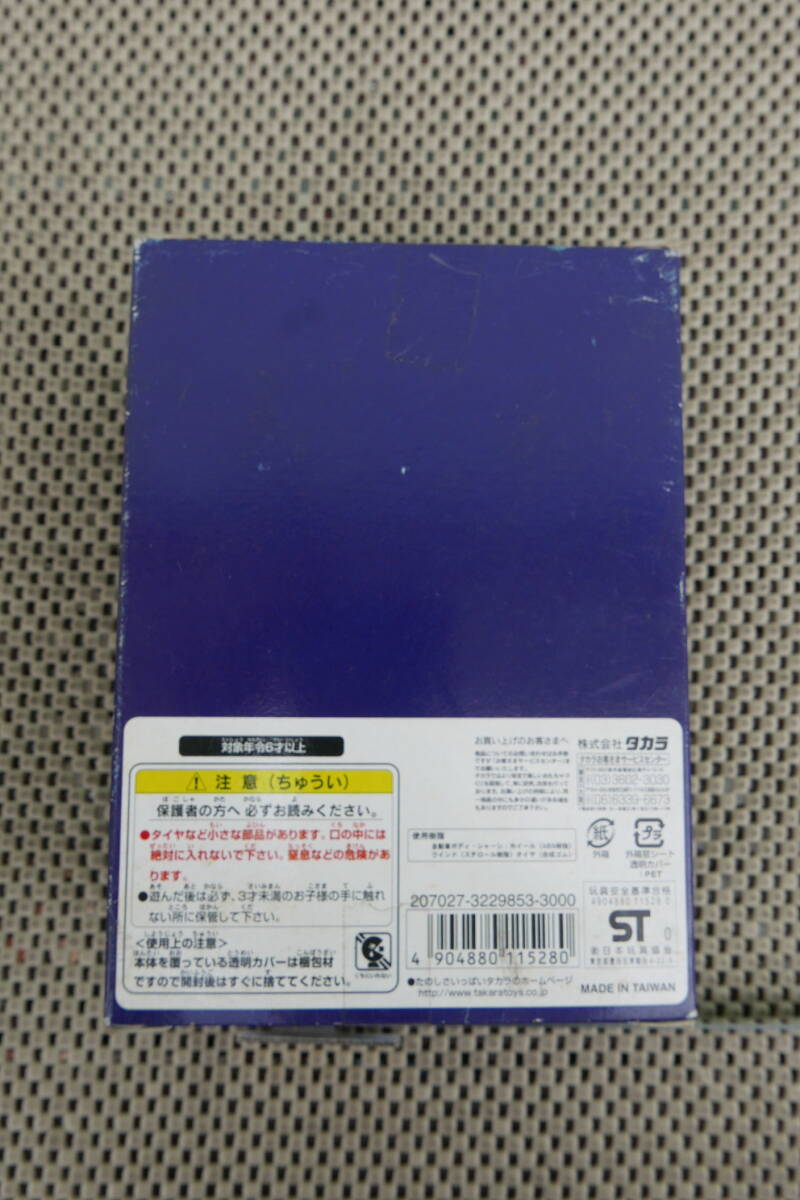 対象年令6才以上
注意（ちゅうい）
保護者の方へ 必ずお読みください。
●タイヤなど小さな部品があります。口の中には
絶対に入れないで下さい。窒息などの危険があ
ります。
●遊んだ後は必ず、3才未満のお子様の手に触れ
ない所に保管して下さい。
＜使用上の注意＞
本体を覆っている透明カバーは梱包材
ですので開封後はすぐに捨ててください。
お買い上げのお客さまへ
株式会社 タカラ
タカラお客さまサービスセンター
(03)3602-3030
使用樹脂
紙
外箱
プラ
外箱窓シート
透明カバー
:PET
207027-3229853-3000
4 904880 115280
●たのしさいっぱいタカラのホームページ
http://www.takaratoys.co.jp
玩具安全基準合格
4904880115280
ST
日本玩具協会
MADE IN TAIWAN